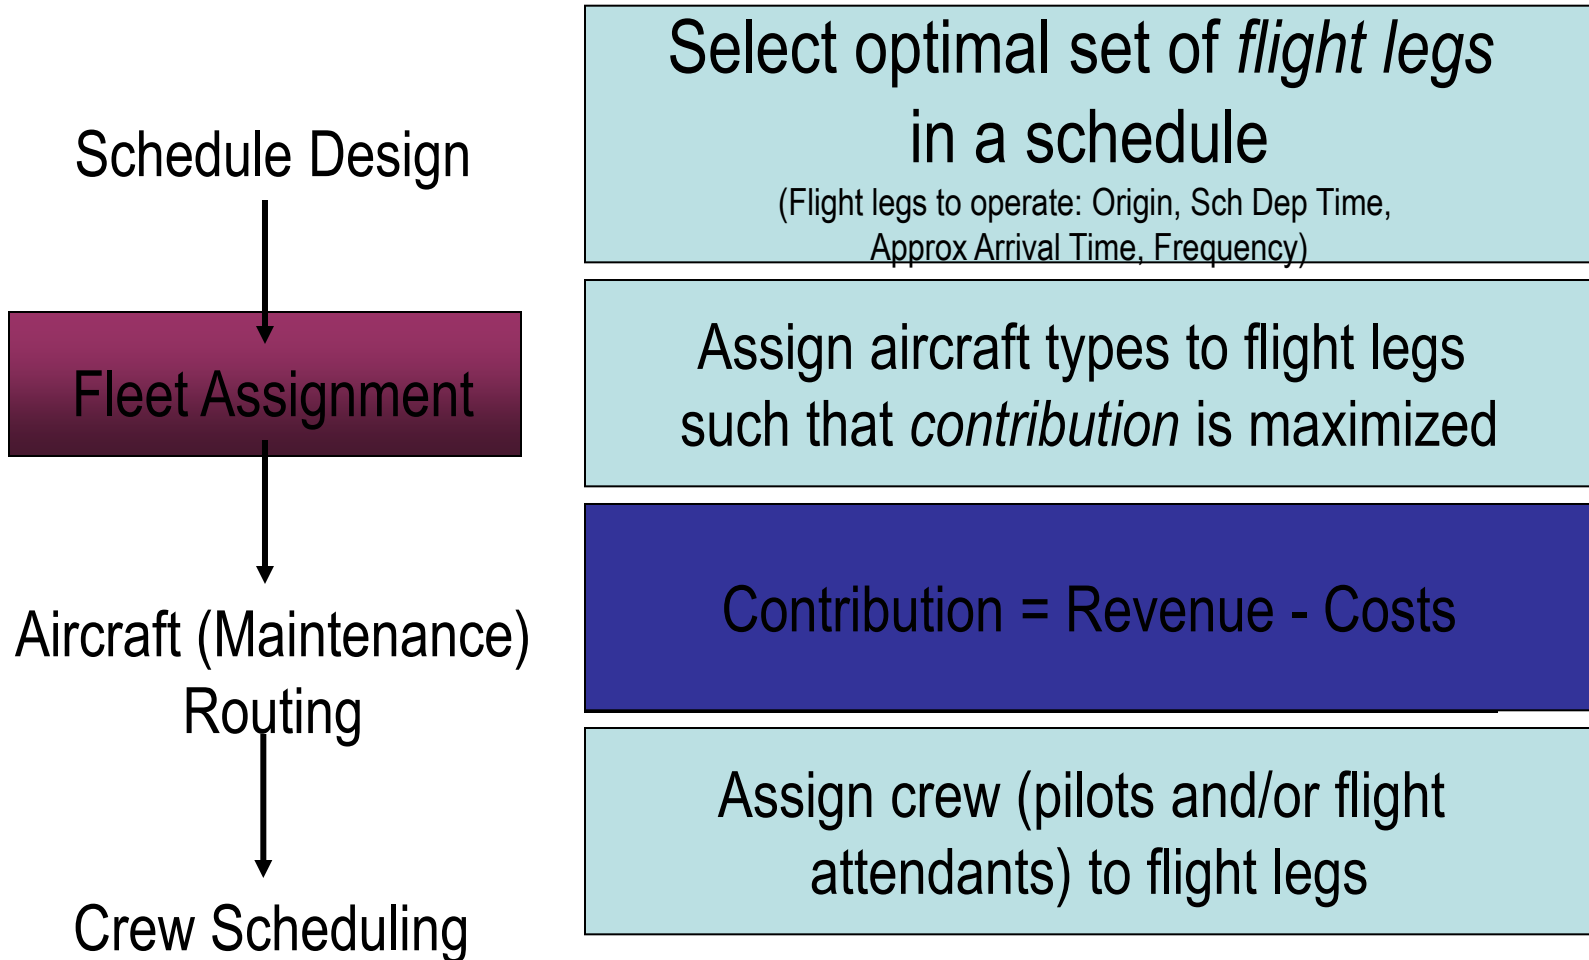 Schedule Design
Fleet Assignment
Aircraft (Maintenance)
Routing
Crew Scheduling
Select optimal set of flight legs
in a schedule
(Flight legs to operate: Origin, Sch Dep Time,
Approx Arrival Time, Frequency)
Assign aircraft types to flight legs
such that contribution is maximized
Contribution = Revenue - Costs
Assign crew (pilots and/or flight
attendants) to flight legs